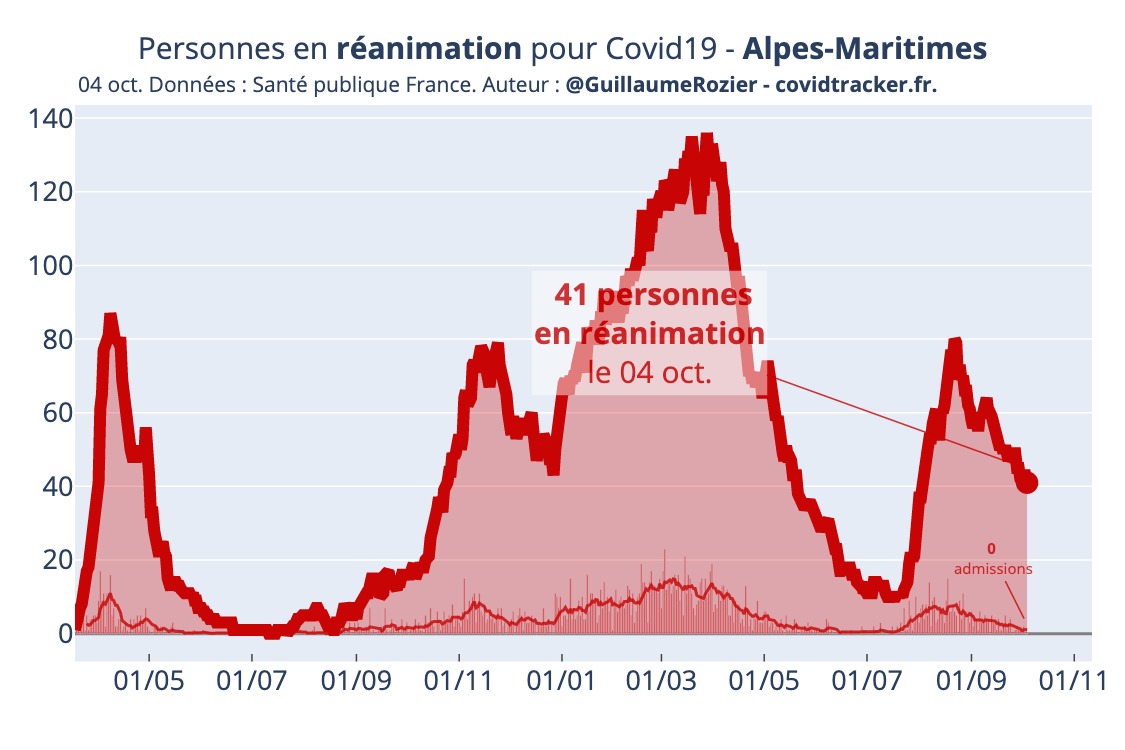 Personnes en réanimation pour Covid19 - Alpes-Maritimes
04 oct. Données : Santé publique France. Auteur : @GuillaumeRozier - covidtracker.fr.
140
120
100
80
60
40
20
0
41 personnes
en réanimation
le 04 oct.
0
admissions
01/05 01/07 01/09 01/11 01/01 01/03 01/05 01/07 01/09 01/11